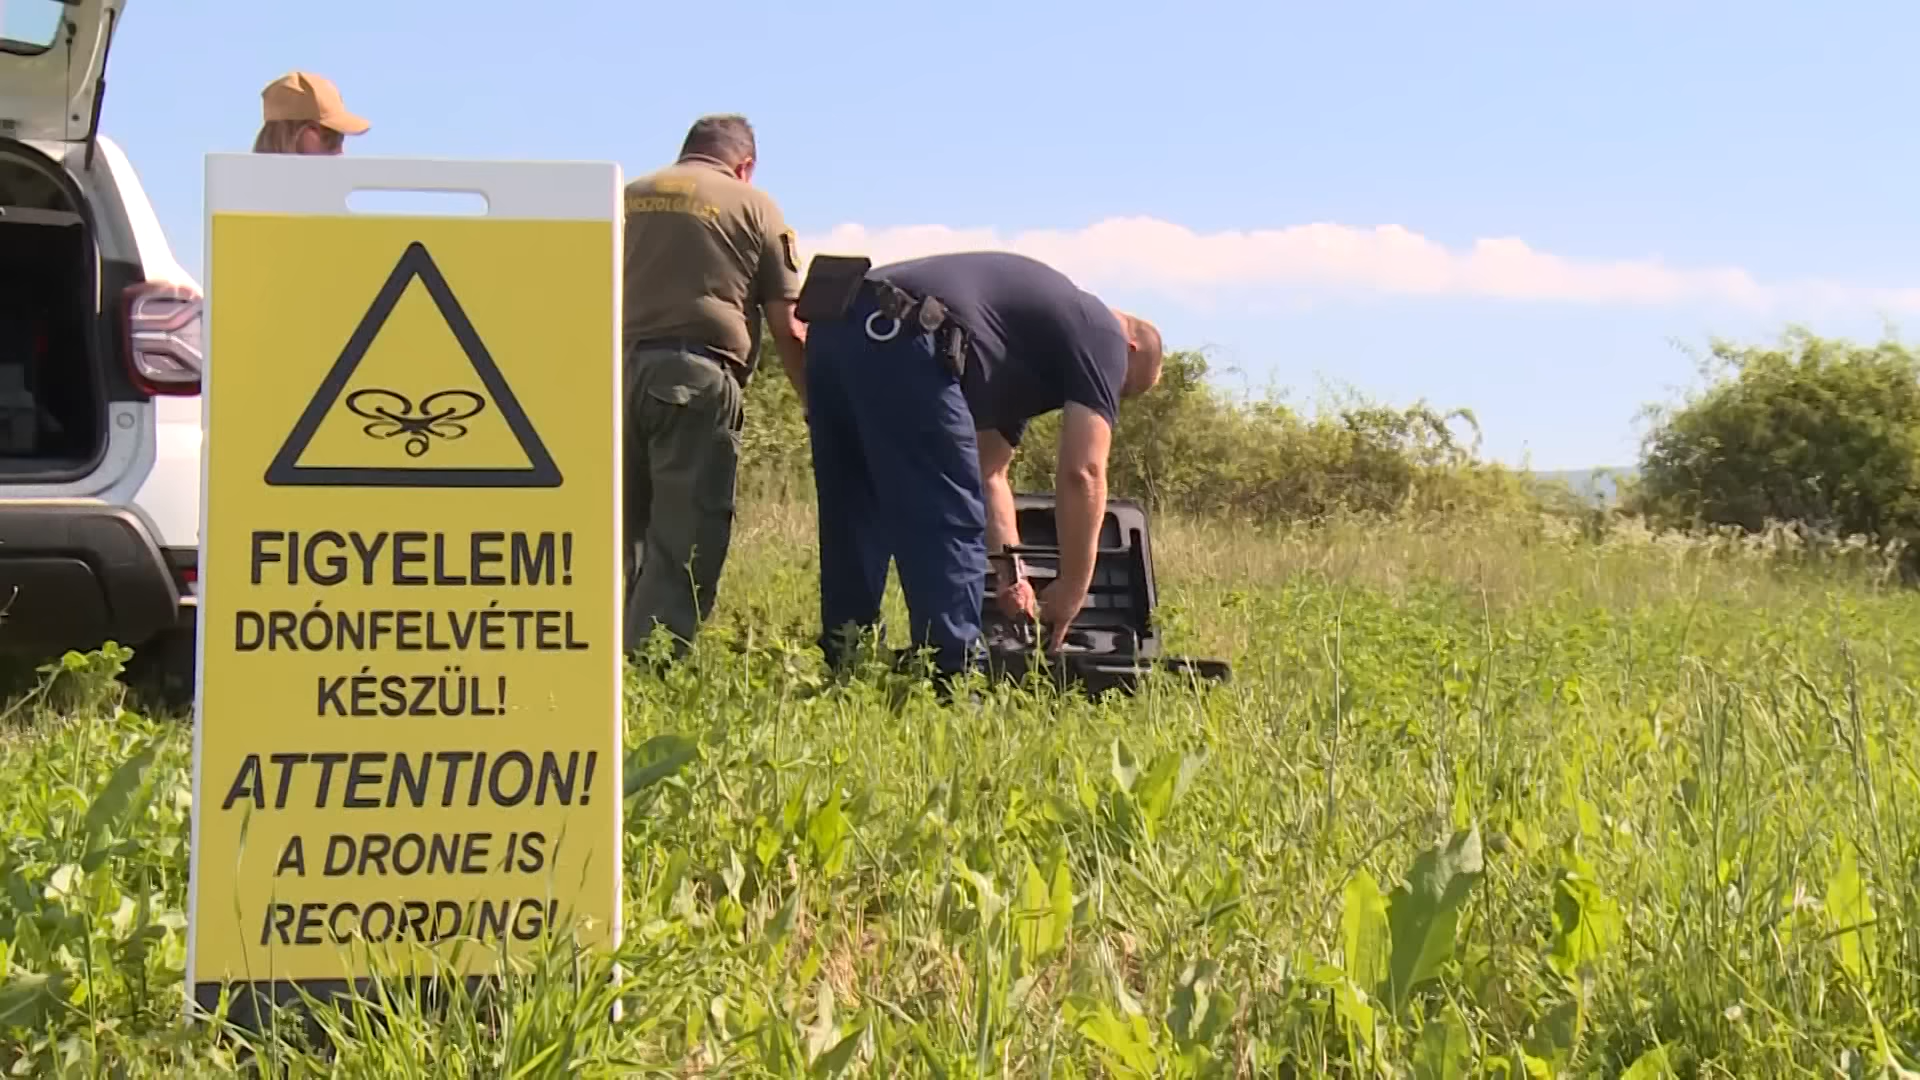 FIGYELEM!
DRÓNFELVÉTEL
KÉSZÜL!
ATTENTION!
A DRONE IS
RECORDING!